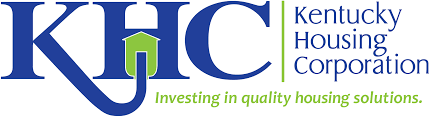 KHC
Kentucky
Housing
Corporation
Investing in quality housing solutions.